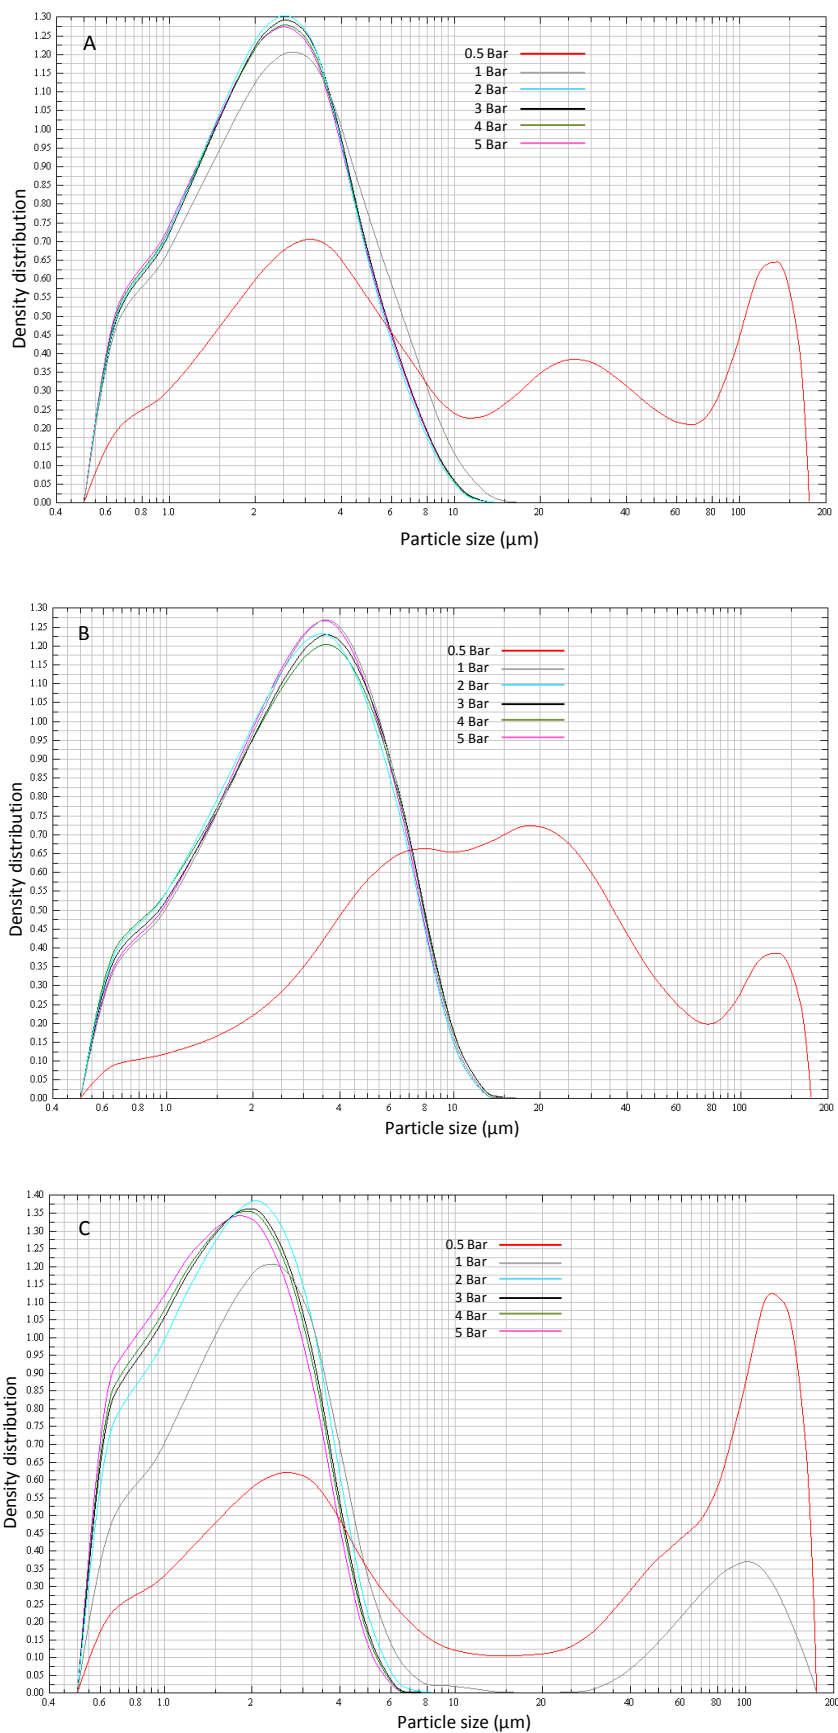 A
1.30
1.25
1.20
1.15
1.10
1.05
1.00
0.95
0.90
0.85
0.80
0.75
0.70
0.65
0.60
0.55
0.50
0.45
0.40
0.35
0.30
0.25
0.20
0.15
0.10
0.05
0.00
Density distribution
0.5 Bar
1 Bar
2 Bar
3 Bar
4 Bar
5 Bar
0.4 0.6 0.8 1.0 2 4 6 8 10 20 40 60 80 100 200
Particle size (µm)
B
1.30
1.25
1.20
1.15
1.10
1.05
1.00
0.95
0.90
0.85
0.80
0.75
0.70
0.65
0.60
0.55
0.50
0.45
0.40
0.35
0.30
0.25
0.20
0.15
0.10
0.05
0.00
Density distribution
0.5 Bar
1 Bar
2 Bar
3 Bar
4 Bar
5 Bar
0.4 0.6 0.8 1.0 2 4 6 8 10 20 40 60 80 100 200
Particle size (µm)
C
1.40
1.35
1.30
1.25
1.20
1.15
1.10
1.05
1.00
0.95
0.90
0.85
0.80
0.75
0.70
0.65
0.60
0.55
0.50
0.45
0.40
0.35
0.30
0.25
0.20
0.15
0.10
0.05
0.00
Density distribution
0.5 Bar
1 Bar
2 Bar
3 Bar
4 Bar
5 Bar
0.4 0.6 0.8 1.0 2 4 6 8 10 20 40 60 80 100 200
Particle size (µm)